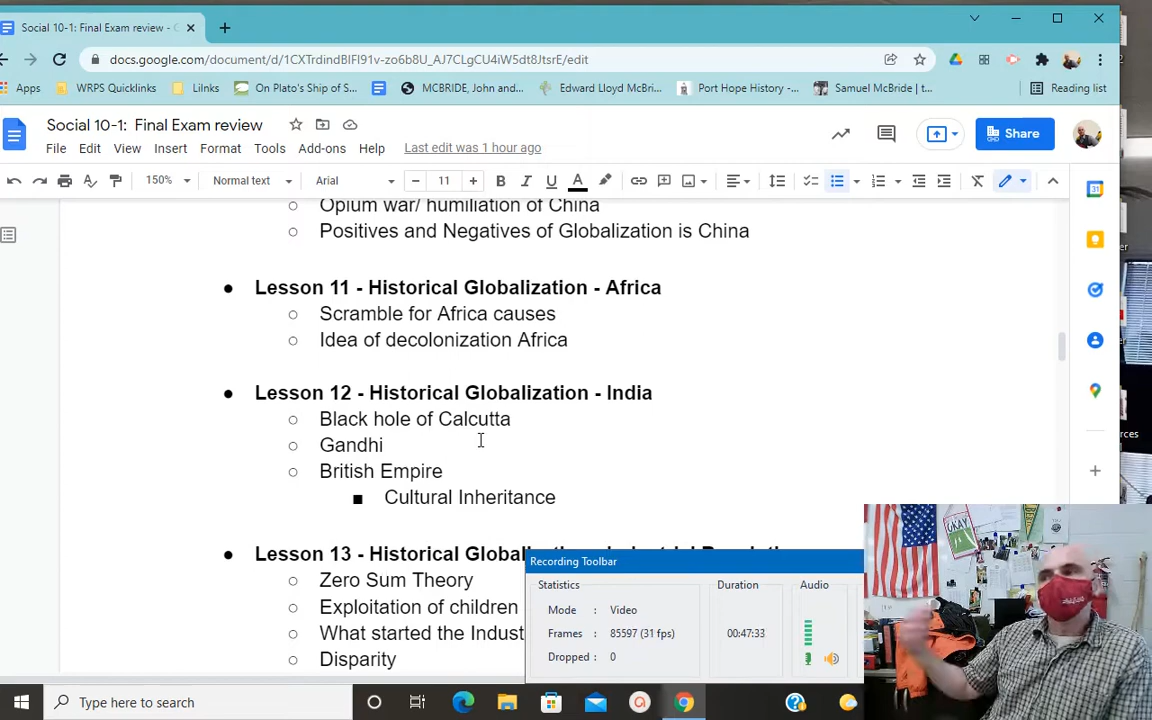 Social 10-1: Final Exam review -
docs.google.com/document/d/1CXTrdindBIFI91v-zo6b8U_AJ7CLgCU4iW5dt8JtsrE/edit
Apps WRPS Quicklinks Lilnks On Plato's Ship of S... MCBRIDE, John and... Edward Lloyd McBri... Port Hope History -... Samuel McBride | t... Reading list
Social 10-1: Final Exam review
Share
File Edit View Insert Format Tools Add-ons Help Last edit was 1 hour ago
150% Normal text Arial 11
Opium war/ humiliation of China
Positives and Negatives of Globalization is China
Lesson 11 - Historical Globalization - Africa
Scramble for Africa causes
Idea of decolonization Africa
Lesson 12 - Historical Globalization - India
Black hole of Calcutta
Gandhi
British Empire
Cultural Inheritance
Lesson 13 - Historical
Zero Sum Theory
Exploitation of children
What started the
Disparity
Recording Toolbar
Statistics Duration Audio
Mode : Video
Frames : 85597 (31 fps) 00:47:33
Dropped : 0
OKAY
Type here to search